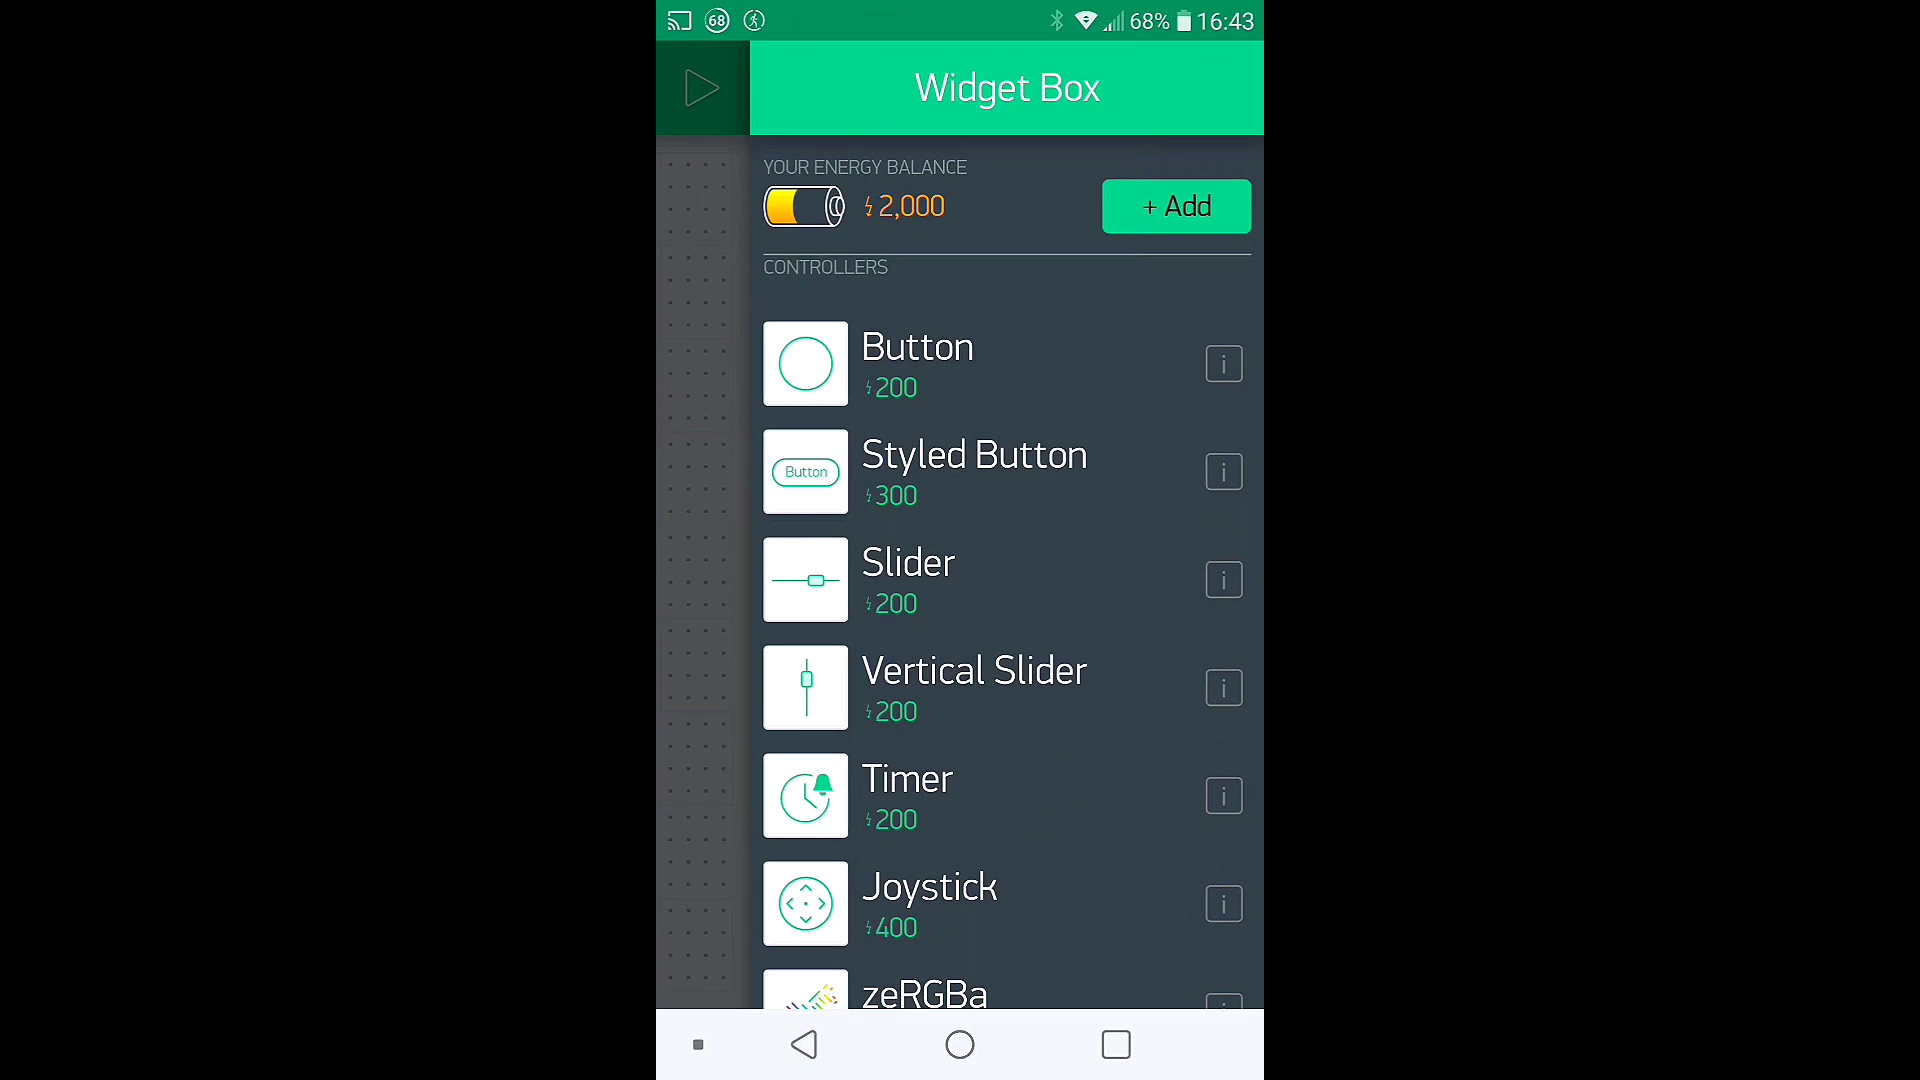 68 68% 16:43
Widget Box
YOUR ENERGY BALANCE
2,000
+ Add
CONTROLLERS
Button
200
Button
Styled Button
300
Slider
200
Vertical Slider
200
Timer
200
Joystick
400
zeRGBa